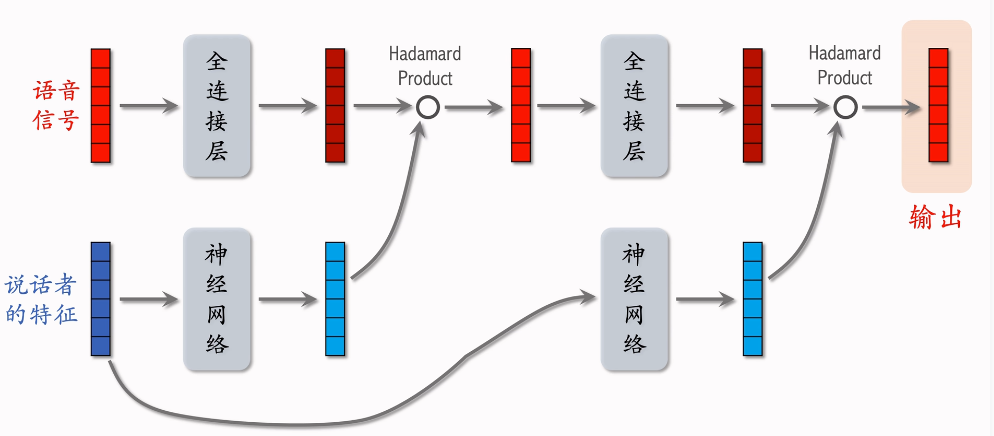 语音
信号
全
连
接
层
Hadamard
Product
全
连
接
层
Hadamard
Product
输出
说话者
的特征
神
经
网
络
神
经
网
络